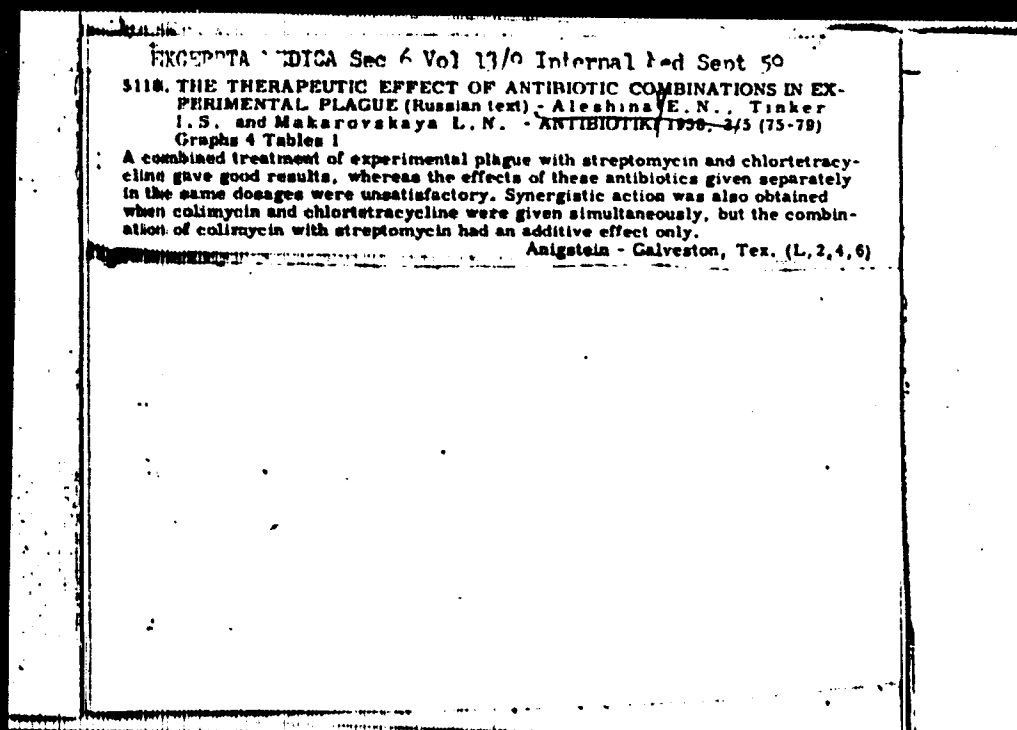 EXCERPTA MEDICA Sec 6 Vol 13/9 Internal Med Sept 59
5118. THE THERAPEUTIC EFFECT OF ANTIBIOTIC COMBINATIONS IN EX-
PERIMENTAL PLAGUE (Russian text) - Aleshina E. N., Tinker
I. S. and Makarovskaya L. N. - ANTIBIOTIKI 1958, 3/5 (75-79)
Graphs 4 Tables 1
A combined treatment of experimental plague with streptomycin and chlortetracy-
cline gave good results, whereas the effects of these antibiotics given separately
in the same dosages were unsatisfactory. Synergistic action was also obtained
when colimycin and chlortetracycline were given simultaneously, but the combin-
ation of colimycin with streptomycin had an additive effect only.
Anigstein - Galveston, Tex. (L, 2, 4, 6)